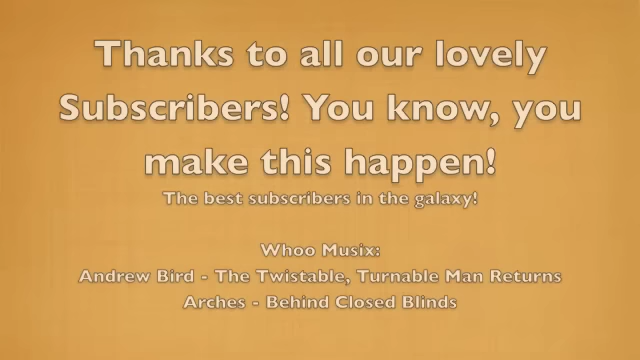 Thanks to all our lovely
Subscribers! You know, you
make this happen!
The best subscribers in the galaxy!
Whoo Musix:
Andrew Bird - The Twistable, Turnable Man Returns
Arches - Behind Closed Blinds